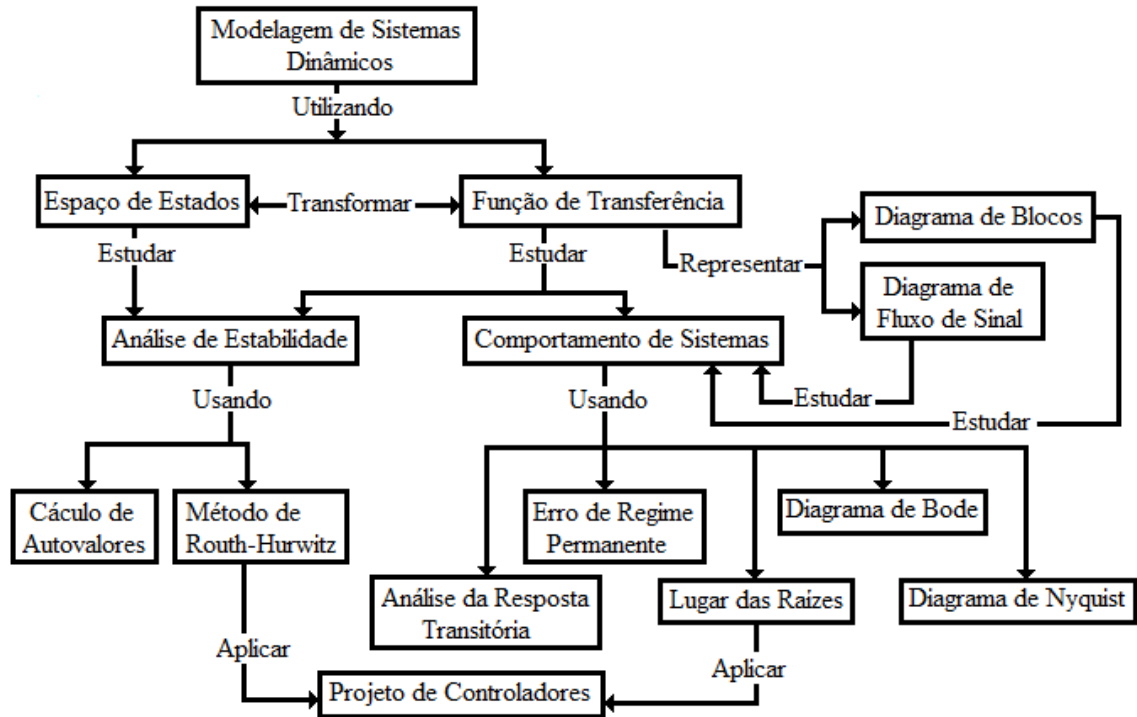 Modelagem de Sistemas
Dinâmicos
Utilizando
Espaço de Estados
Transformar
Função de Transferência
Diagrama de Blocos
Estudar
Estudar
Representar
Diagrama de
Fluxo de Sinal
Análise de Estabilidade
Comportamento de Sistemas
Usando
Usando
Estudar
Estudar
Cáculo de
Autovalores
Método de
Routh-Hurwitz
Erro de Regime
Permanente
Diagrama de Bode
Análise da Resposta
Transitória
Lugar das Raízes
Diagrama de Nyquist
Aplicar
Aplicar
Projeto de Controladores